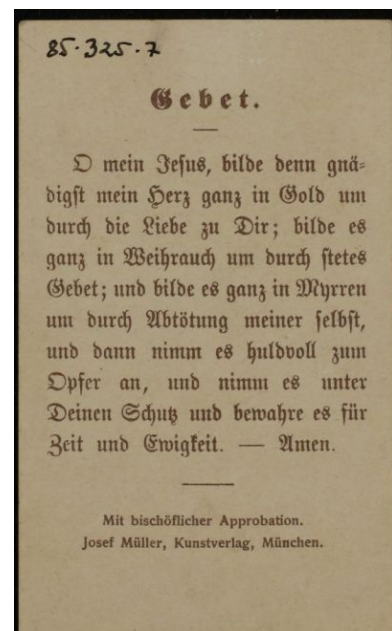 85·325·7
Gebet.
O mein Jesus, bilde denn gnä-
digst mein Herz ganz in Gold um
durch die Liebe zu Dir; bilde es
ganz in Weihrauch um durch stetes
Gebet; und bilde es ganz in Myrren
um durch Abtötung meiner selbst,
und dann nimm es huldvoll zum
Opfer an, und nimm es unter
Deinen Schutz und bewahre es für
Zeit und Ewigkeit. — Amen.
Mit bischöflicher Approbation.
Josef Müller, Kunstverlag, München.